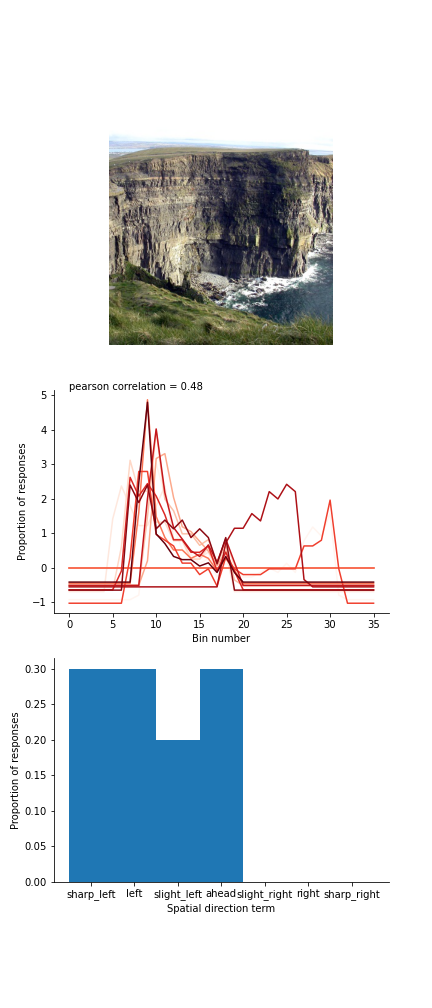 pearson correlation = 0.48
5
4
3
2
1
0
−1
Proportion of responses
0 5 10 15 20 25 30 35
Bin number
0.30
0.25
0.20
0.15
0.10
0.05
0.00
Proportion of responses
sharp_left left slight_left ahead slight_right right sharp_right
Spatial direction term